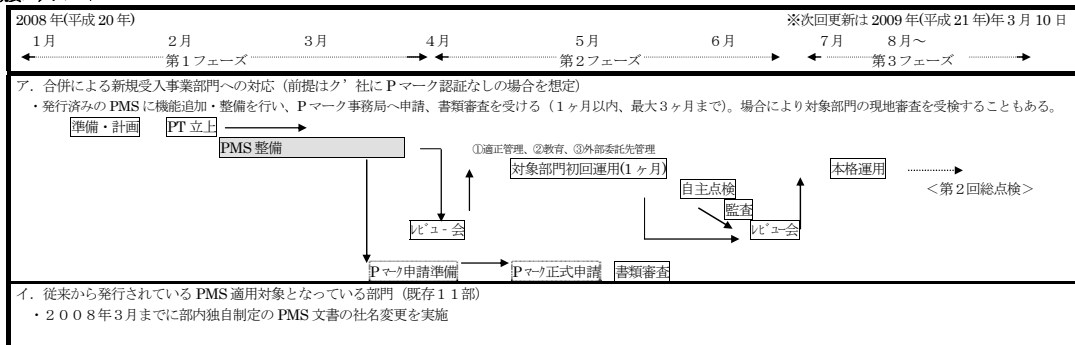 2008年(平成20年) ※次回更新は2009年(平成21年)年3月10日
1月 2月 3月 4月 5月 6月 7月 8月～
第1フェーズ 第2フェーズ 第3フェーズ
ア．合併による新規受入事業部門への対応（前提はク’社にPマーク認証なしの場合を想定）
・発行済みのPMSに機能追加・整備を行い、Pマーク事務局へ申請、書類審査を受ける（1ヶ月以内、最大3ヶ月まで）。場合により対象部門の現地審査を受検することもある。
準備・計画 PT立上
PMS整備 ①適正管理、②教育、③外部委託先管理
対象部門初回運用(1ヶ月) 本格運用
自主点検 ＜第2回総点検＞
監査
ﾚﾋﾞｭｰ会 ﾚﾋﾞｭｰ会
Pﾏｰｸ申請準備 Pﾏｰｸ正式申請 書類審査
イ．従来から発行されているPMS適用対象となっている部門（既存１１部）
・２００８年３月までに部内独自制定のPMS文書の社名変更を実施